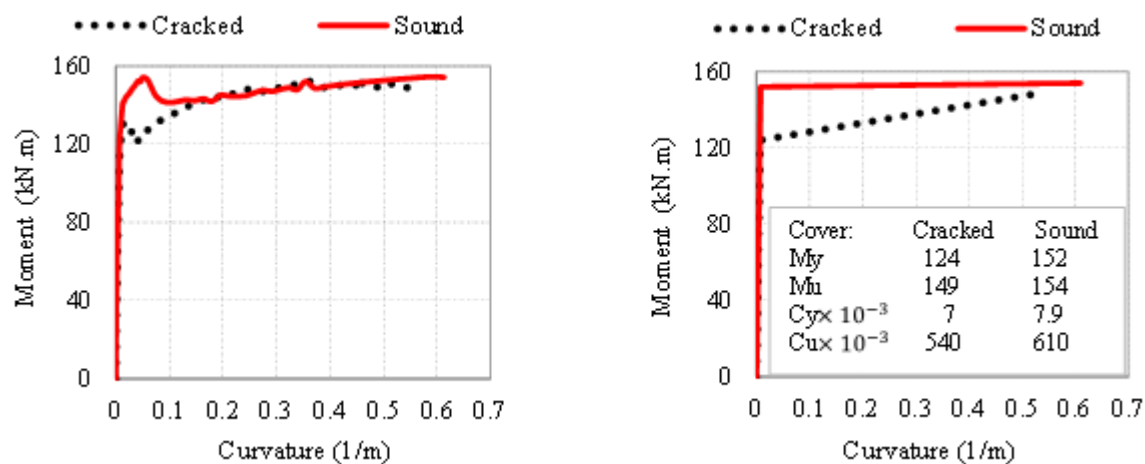 Cracked Sound
160
120
80
40
0
Moment (kN.m)
0 0.1 0.2 0.3 0.4 0.5 0.6 0.7
Curvature (1/m)
Cracked Sound
160
120
80
40
0
Moment (kN.m)
Cover: Cracked Sound
My 124 152
Mu 149 154
Cy× 10⁻³ 7 7.9
Cu× 10⁻³ 540 610
0 0.1 0.2 0.3 0.4 0.5 0.6 0.7
Curvature (1/m)